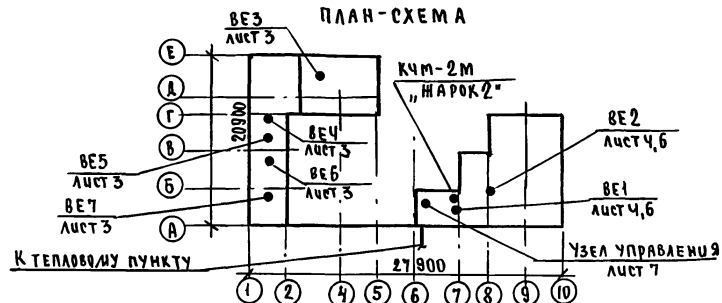 ПЛАН-СХЕМА
ВЕ3
ЛИСТ 3
КЧМ-2М
„ЖАРОК 2"
Е
Д
Г
В
Б
А
20900
ВЕ4
ЛИСТ 3
ВЕ2
ЛИСТ 4,6
ВЕ5
ЛИСТ 3
ВЕ6
ЛИСТ 3
ВЕ1
ЛИСТ 4,6
ВЕ7
ЛИСТ 3
УЗЕЛ УПРАВЛЕНИЯ
ЛИСТ 7
К ТЕПЛОВОМУ ПУНКТУ
27900
1 2 4 5 6 7 8 9 10